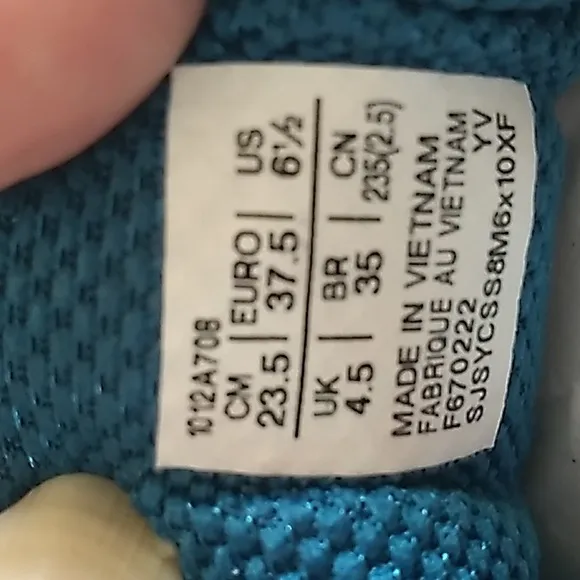 1012A708
CM | EURO | US
23.5 | 37.5 | 6½
UK | BR | CN
4.5 | 35 | 235(2.5)
MADE IN VIETNAM
FABRIQUE AU VIETNAM
F670222 YV
SJSYCSS8M6x10XF